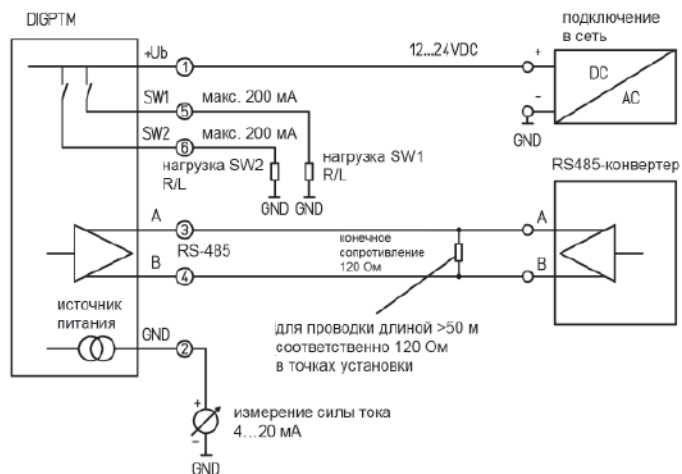 DIGPTM
подключение
в сеть
+Ub
1
12...24VDC
+
DC
AC
-
GND
SW1
5
макс. 200 мА
SW2
6
макс. 200 мА
нагрузка SW2
R/L
нагрузка SW1
R/L
GND
GND
RS485-конвертер
A
3
RS-485
A
B
4
B
конечное
сопротивление
120 Ом
для проводки длиной >50 м
соответственно 120 Ом
в точках установки
источник
питания
GND
2
+
-
измерение силы тока
4...20 мА
GND